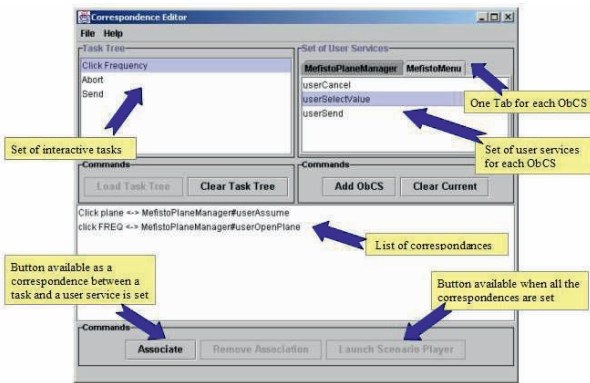 Correspondence Editor
File Help
Task Tree
Click Frequency
Abort
Send
Set of User Services
MefistoPlaneManager MefistoMenu
userCancel
userSelectValue
userSend
One Tab for each ObCS
Set of interactive tasks
Set of user services
for each ObCS
Commands
Load Task Tree Clear Task Tree
Commands
Add ObCS Clear Current
Click plane <-> MefistoPlaneManager#userAssume
click FREQ <-> MefistoPlaneManager#userOpenPlane
List of correspondances
Button available as a
correspondence between a
task and a user service is set
Button available when all the
correspondences are set
Commands
Associate Remove Association Launch Scenario Player